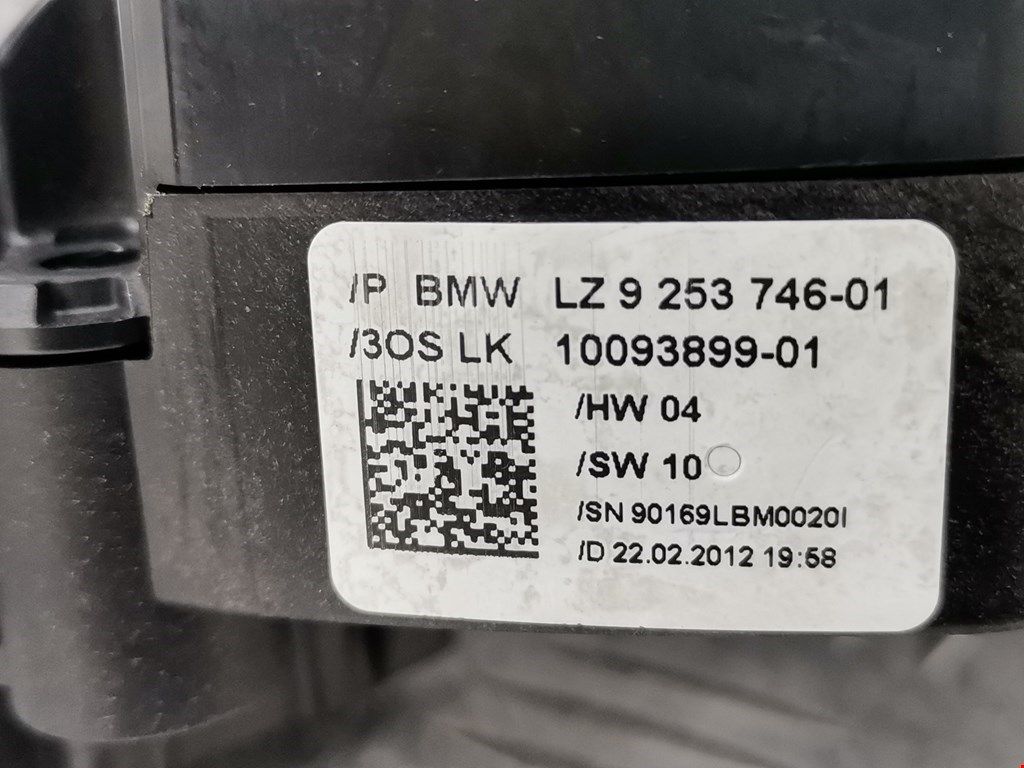 /P BMW LZ 9 253 746-01
/3OS LK 10093899-01
/HW 04
/SW 10
/SN 90169LBM0020I
/D 22.02.2012 19:58